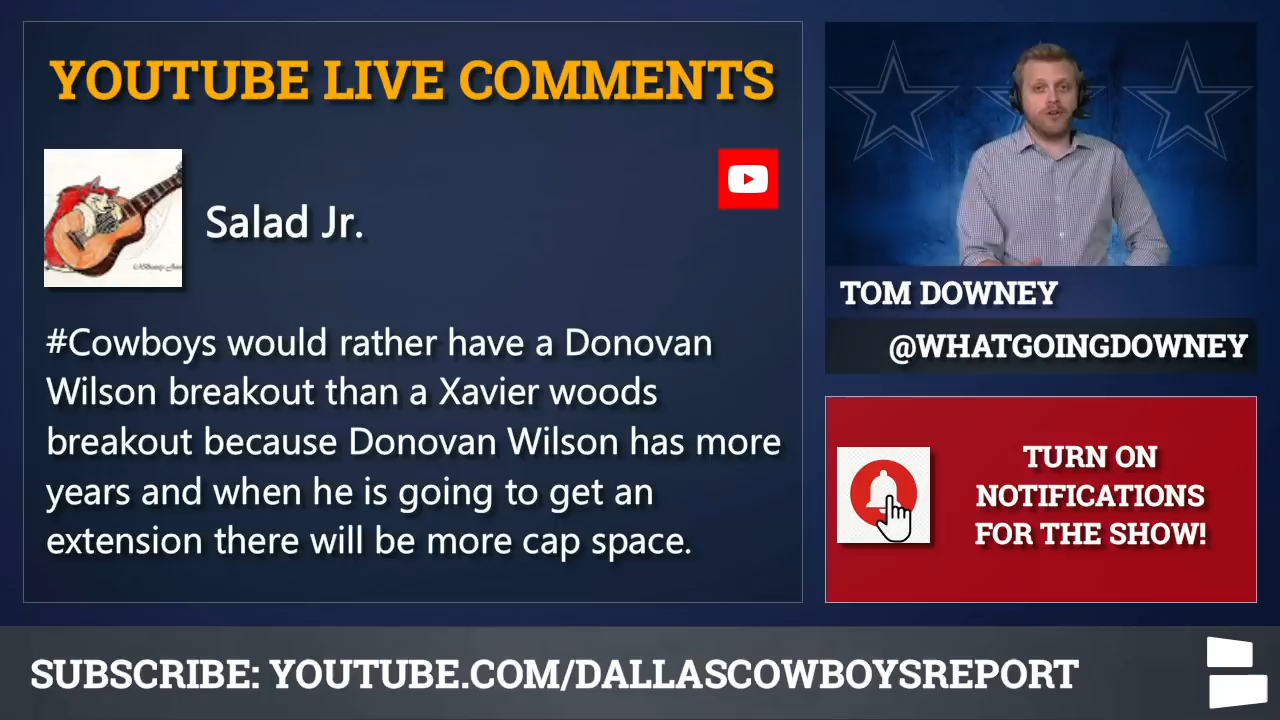 YOUTUBE LIVE COMMENTS
Salad Jr.
#Cowboys would rather have a Donovan
Wilson breakout than a Xavier woods
breakout because Donovan Wilson has more
years and when he is going to get an
extension there will be more cap space.
TOM DOWNEY
@WHATGOINGDOWNEY
TURN ON
NOTIFICATIONS
FOR THE SHOW!
SUBSCRIBE: YOUTUBE.COM/DALLASCOWBOYSREPORT